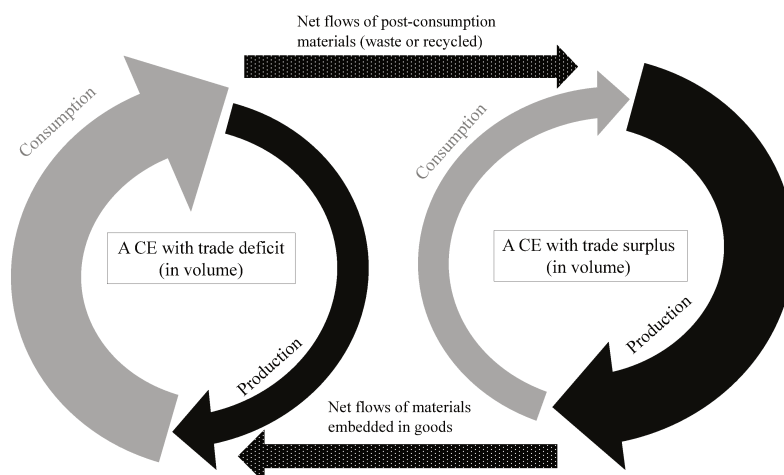 Net flows of post-consumption
materials (waste or recycled)
Consumption
Consumption
A CE with trade deficit
(in volume)
A CE with trade surplus
(in volume)
Production
Production
Net flows of materials
embedded in goods